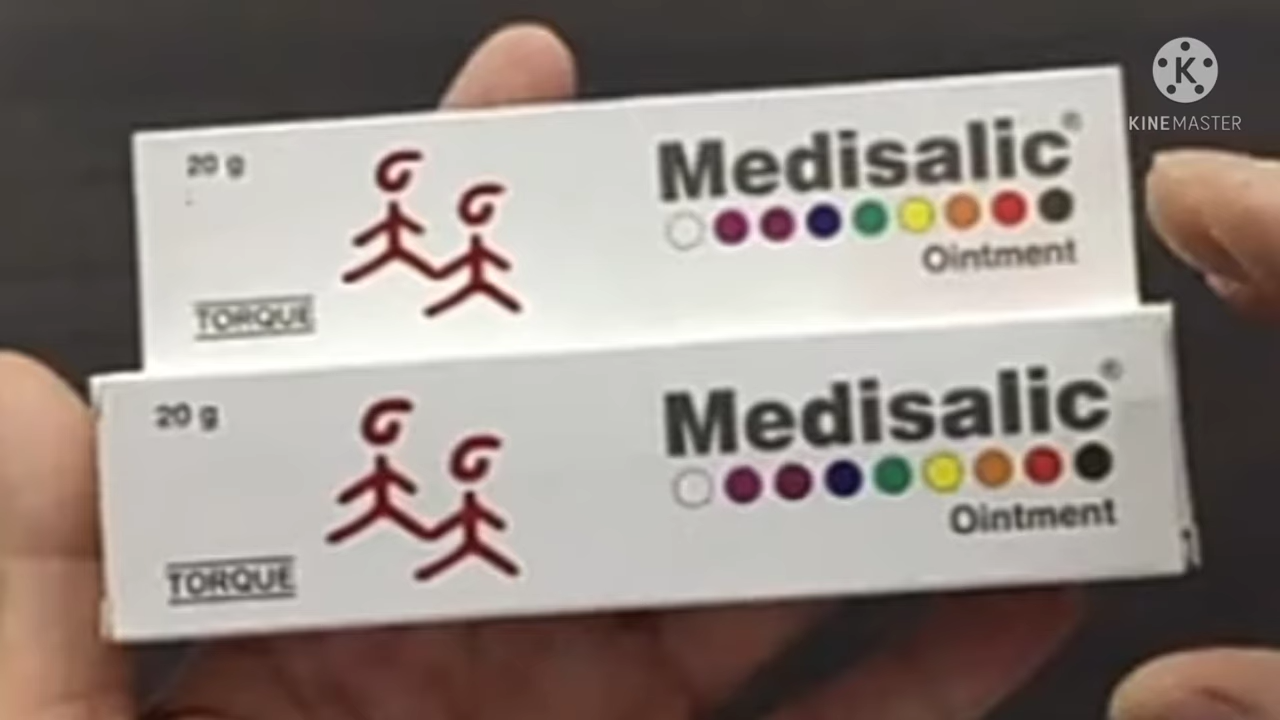 KINEMASTER
20 g
Medisalic®
Ointment
TORQUE
20 g
Medisalic®
Ointment
TORQUE